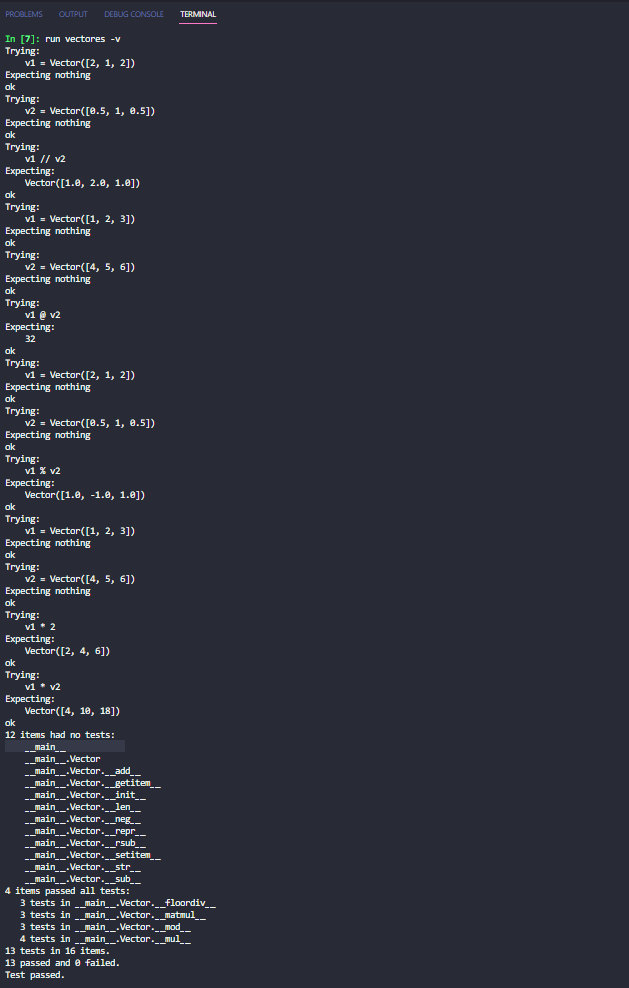 PROBLEMS OUTPUT DEBUG CONSOLE TERMINAL
In [7]: run vectores -v
Trying:
    v1 = Vector([2, 1, 2])
Expecting nothing
ok
Trying:
    v2 = Vector([0.5, 1, 0.5])
Expecting nothing
ok
Trying:
    v1 // v2
Expecting:
    Vector([1.0, 2.0, 1.0])
ok
Trying:
    v1 = Vector([1, 2, 3])
Expecting nothing
ok
Trying:
    v2 = Vector([4, 5, 6])
Expecting nothing
ok
Trying:
    v1 @ v2
Expecting:
    32
ok
Trying:
    v1 = Vector([2, 1, 2])
Expecting nothing
ok
Trying:
    v2 = Vector([0.5, 1, 0.5])
Expecting nothing
ok
Trying:
    v1 % v2
Expecting:
    Vector([1.0, -1.0, 1.0])
ok
Trying:
    v1 = Vector([1, 2, 3])
Expecting nothing
ok
Trying:
    v2 = Vector([4, 5, 6])
Expecting nothing
ok
Trying:
    v1 * 2
Expecting:
    Vector([2, 4, 6])
ok
Trying:
    v1 * v2
Expecting:
    Vector([4, 10, 18])
ok
12 items had no tests:
    __main__
    __main__.Vector
    __main__.Vector.__add__
    __main__.Vector.__getitem__
    __main__.Vector.__init__
    __main__.Vector.__len__
    __main__.Vector.__neg__
    __main__.Vector.__repr__
    __main__.Vector.__rsub__
    __main__.Vector.__setitem__
    __main__.Vector.__str__
    __main__.Vector.__sub__
4 items passed all tests:
   3 tests in __main__.Vector.__floordiv__
   3 tests in __main__.Vector.__matmul__
   3 tests in __main__.Vector.__mod__
   4 tests in __main__.Vector.__mul__
13 tests in 16 items.
13 passed and 0 failed.
Test passed.